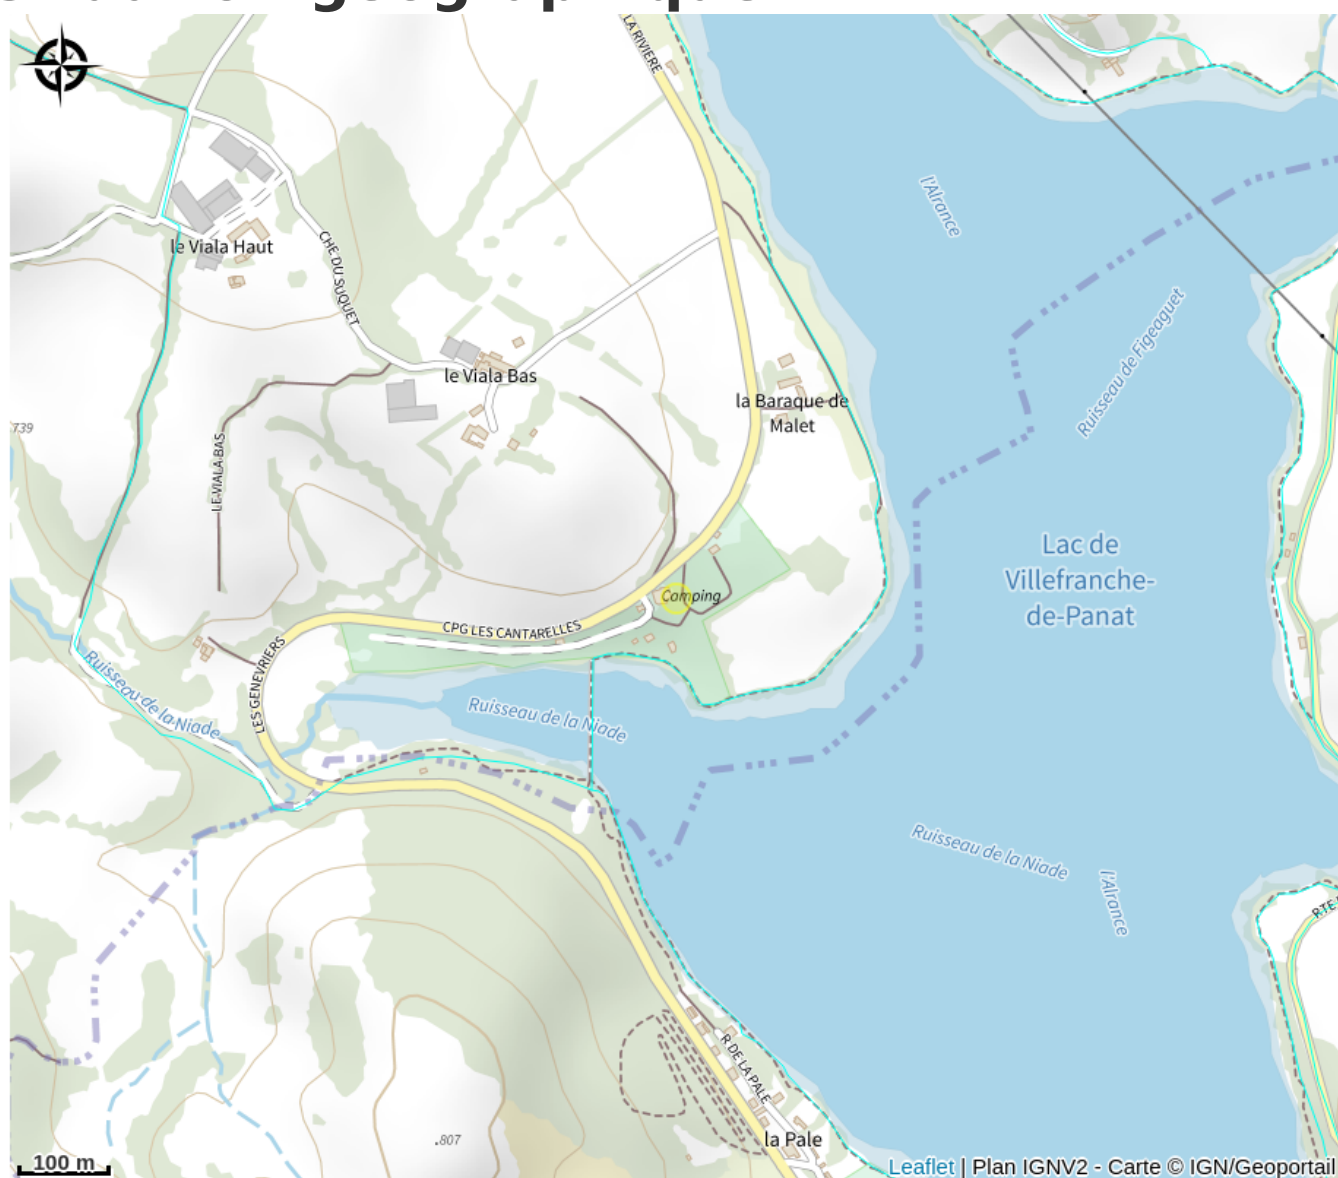 LA RIVIERE
l'Alrance
le Viala Haut
CHE DU SUQUET
Ruisseau de Figeaguet
le Viala Bas
la Baraque de
Malet
739
LE VIALA BAS
Lac de
Villefranche-
de-Panat
Camping
CPG LES CANTARELLES
LES GENEVRIERS
Ruisseau de la Niade
Ruisseau de la Niade
Ruisseau de la Niade
l'Alrance
RTE
R DE LA PALE
.807
la Pale
100 m
Leaflet | Plan IGNV2 - Carte © IGN/Geoportail